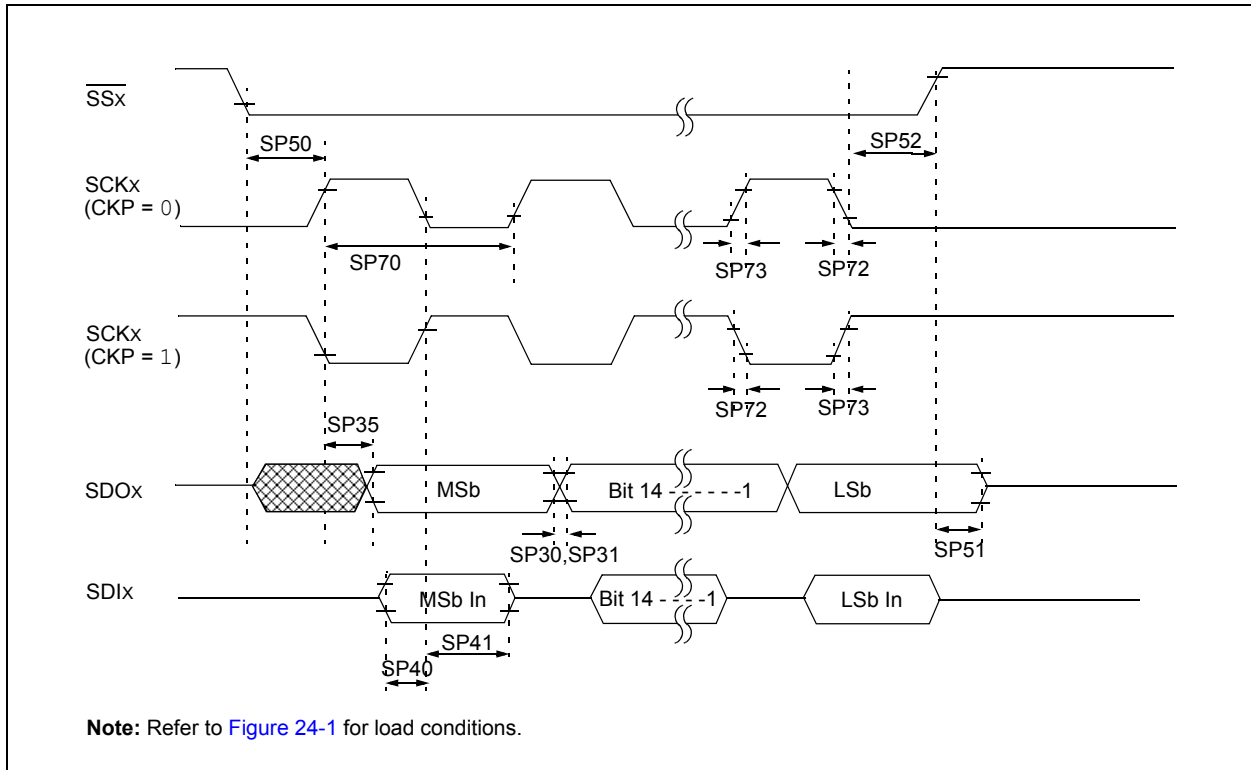 SSx
SP50
SP52
SCKx
(CKP = 0)
SP70
SP73
SP72
SCKx
(CKP = 1)
SP72
SP73
SP35
SDOx
MSb
Bit 14 - - - - - -1
LSb
SP30,SP31
SP51
SDIx
MSb In
Bit 14 - - - -1
LSb In
SP41
SP40
Note: Refer to Figure 24-1 for load conditions.